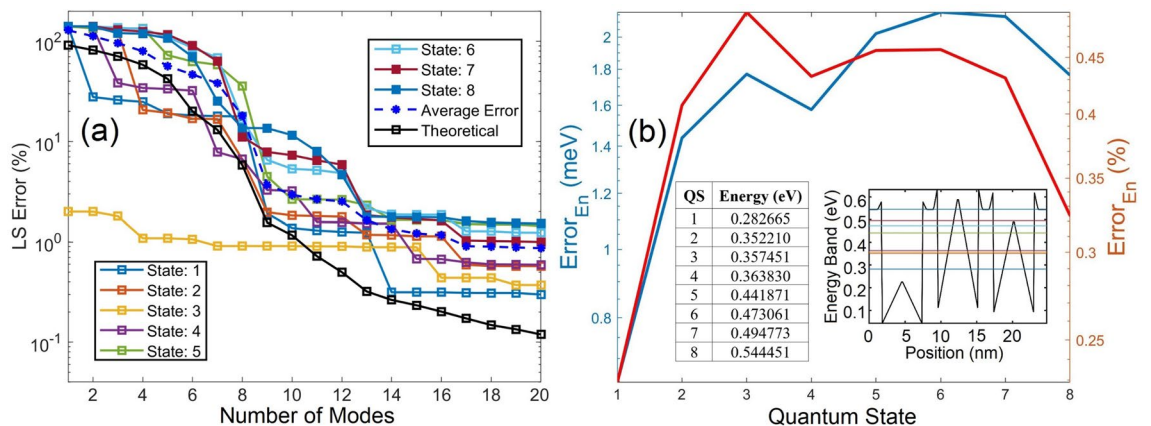 LS Error (%)
10^2
10^1
10^0
10^-1
(a)
State: 6
State: 7
State: 8
Average Error
Theoretical
State: 1
State: 2
State: 3
State: 4
State: 5
2 4 6 8 10 12 14 16 18 20
Number of Modes
Error_En (meV)
2
1.8
1.6
1.4
1.2
1
0.8
(b)
QS Energy (eV)
1 0.282665
2 0.352210
3 0.357451
4 0.363830
5 0.441871
6 0.473061
7 0.494773
8 0.544451
Energy Band (eV)
0.6
0.5
0.4
0.3
0.2
0.1
0 5 10 15 20
Position (nm)
0.45
0.4
0.35
0.3
0.25
Error_En (%)
1 2 3 4 5 6 7 8
Quantum State